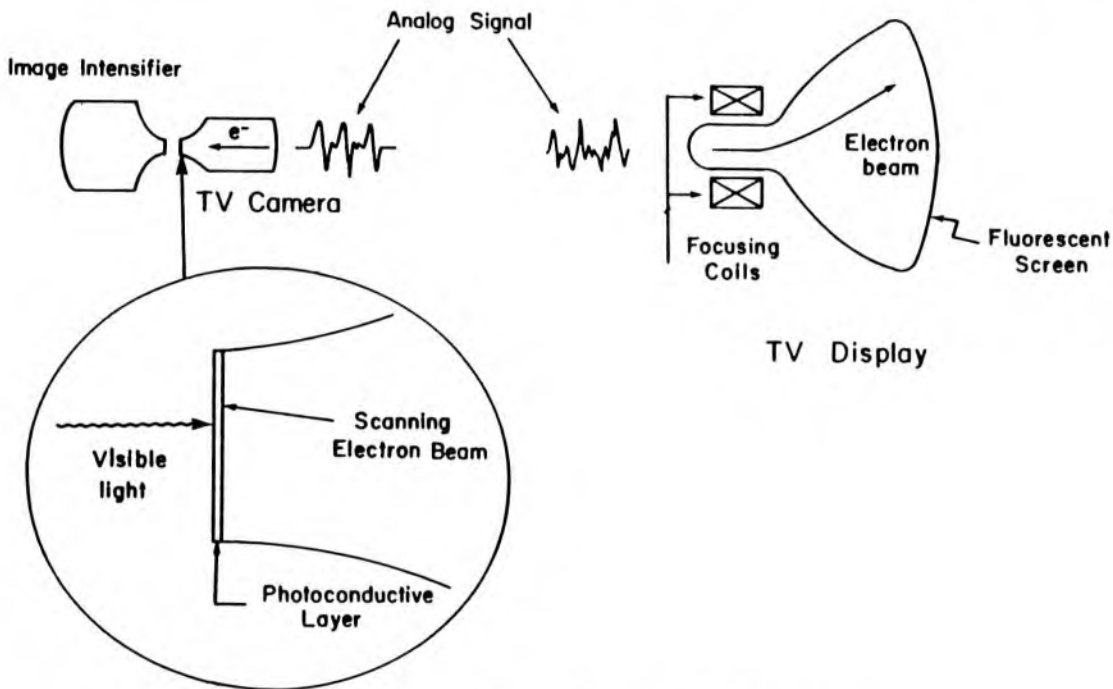 Analog Signal
Image Intensifier
e-
TV Camera
Electron
beam
Focusing
Coils
Fluorescent
Screen
TV Display
Scanning
Electron Beam
Visible
light
Photoconductive
Layer